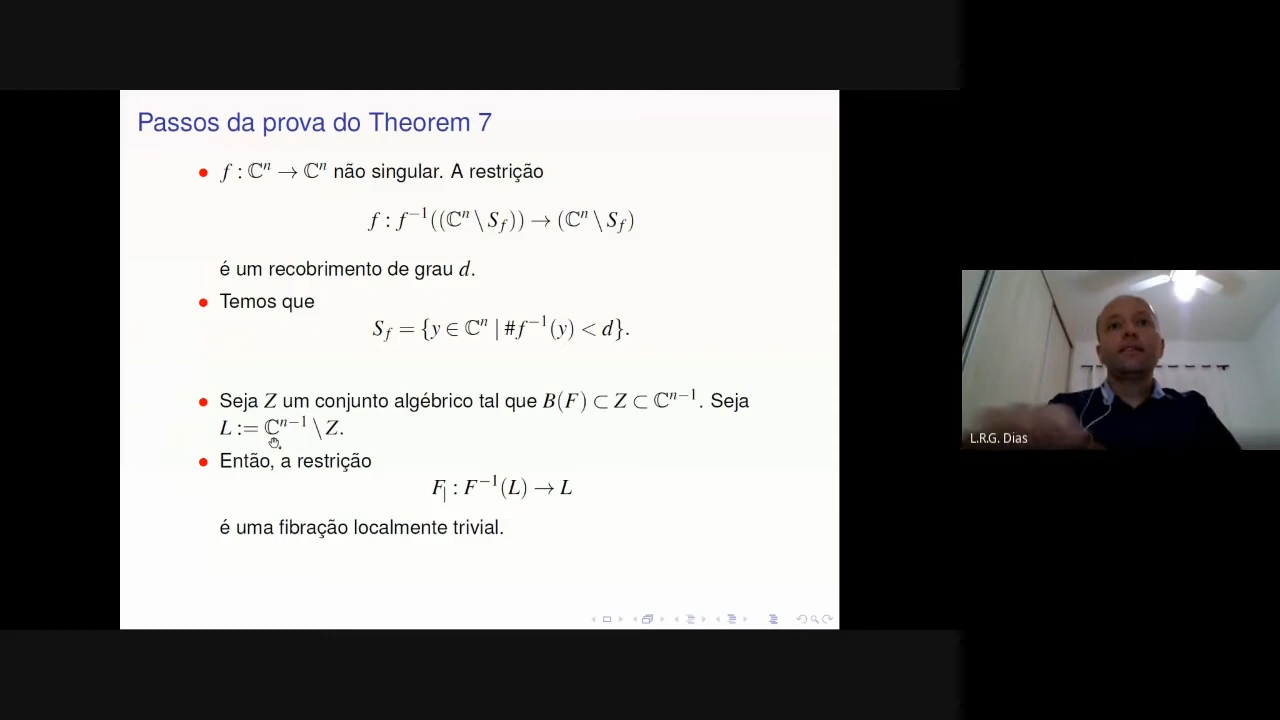 Passos da prova do Theorem 7
• f : ℂⁿ → ℂⁿ não singular. A restrição
f : f⁻¹((ℂⁿ \ S_f)) → (ℂⁿ \ S_f)
é um recobrimento de grau d.
• Temos que
S_f = {y ∈ ℂⁿ | #f⁻¹(y) < d}.
• Seja Z um conjunto algébrico tal que B(F) ⊂ Z ⊂ ℂⁿ⁻¹. Seja
L := ℂⁿ⁻¹ \ Z.
• Então, a restrição
F_| : F⁻¹(L) → L
é uma fibração localmente trivial.
L.R.G. Dias